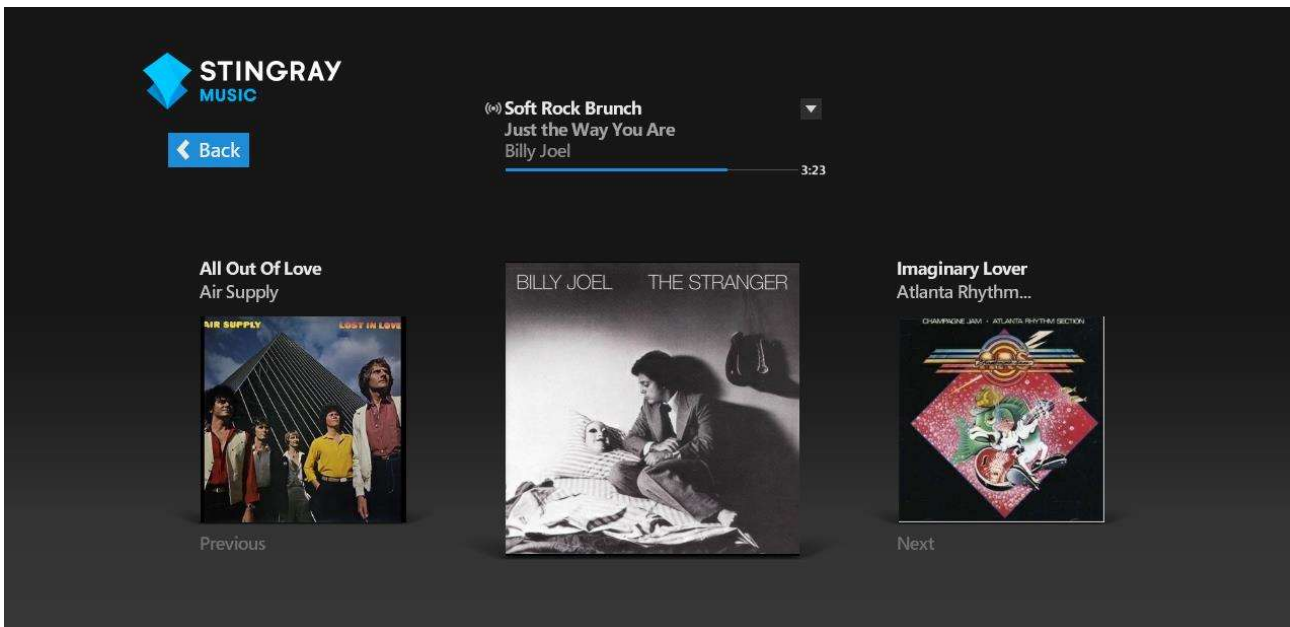 STINGRAY
MUSIC
Back
Soft Rock Brunch
Just the Way You Are
Billy Joel
3:23
All Out Of Love
Air Supply
AIR SUPPLY LOST IN LOVE
Previous
BILLY JOEL THE STRANGER
Imaginary Lover
Atlanta Rhythm...
CHAMPAGNE JAM • ATLANTA RHYTHM SECTION
ARS
Next